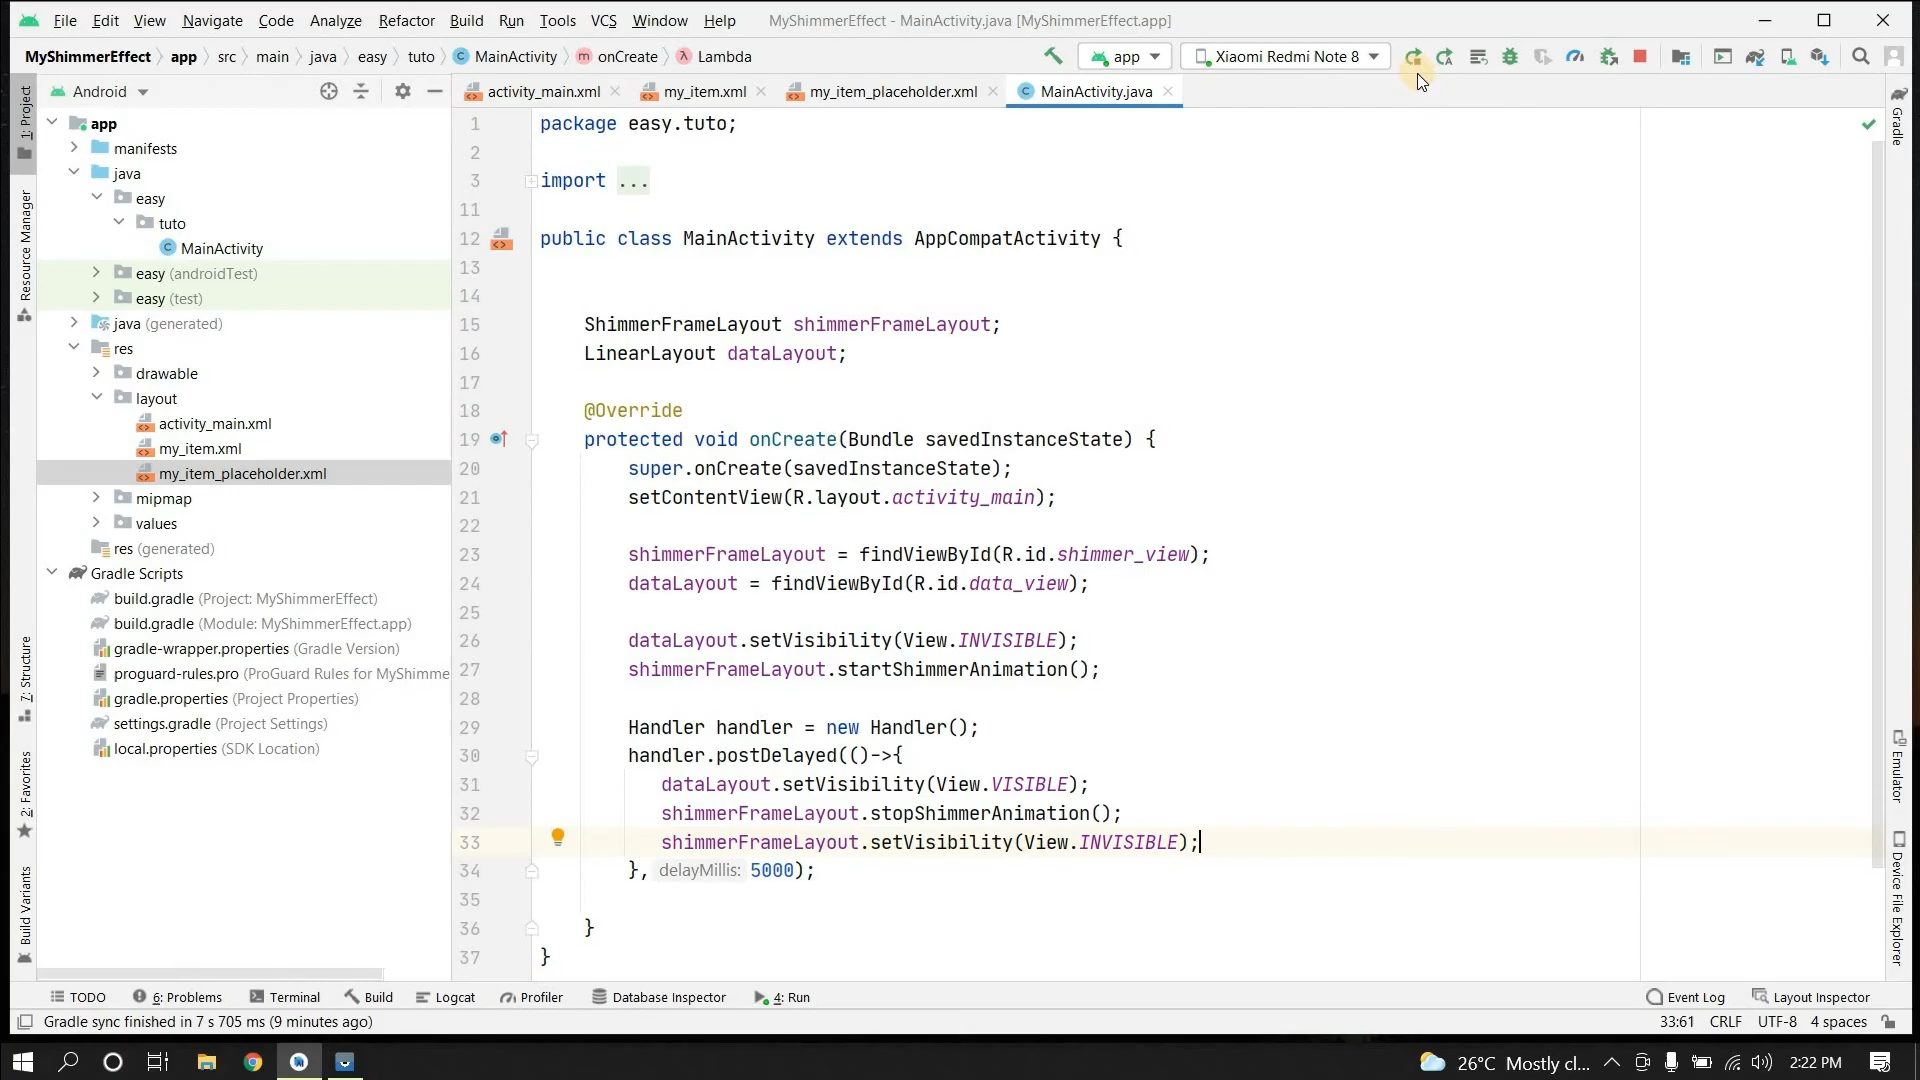 File Edit View Navigate Code Analyze Refactor Build Run Tools VCS Window Help MyShimmerEffect - MainActivity.java [MyShimmerEffect.app]
MyShimmerEffect app src main java easy tuto MainActivity onCreate Lambda app Xiaomi Redmi Note 8
1: Project
Resource Manager
7: Structure
2: Favorites
Build Variants
Android
app
manifests
java
easy
tuto
MainActivity
easy (androidTest)
easy (test)
java (generated)
res
drawable
layout
activity_main.xml
my_item.xml
my_item_placeholder.xml
mipmap
values
res (generated)
Gradle Scripts
build.gradle (Project: MyShimmerEffect)
build.gradle (Module: MyShimmerEffect.app)
gradle-wrapper.properties (Gradle Version)
proguard-rules.pro (ProGuard Rules for MyShimme
gradle.properties (Project Properties)
settings.gradle (Project Settings)
local.properties (SDK Location)
activity_main.xml my_item.xml my_item_placeholder.xml MainActivity.java
1 package easy.tuto;
2
3 import ...
11
12 public class MainActivity extends AppCompatActivity {
13
14
15 ShimmerFrameLayout shimmerFrameLayout;
16 LinearLayout dataLayout;
17
18 @Override
19 protected void onCreate(Bundle savedInstanceState) {
20 super.onCreate(savedInstanceState);
21 setContentView(R.layout.activity_main);
22
23 shimmerFrameLayout = findViewById(R.id.shimmer_view);
24 dataLayout = findViewById(R.id.data_view);
25
26 dataLayout.setVisibility(View.INVISIBLE);
27 shimmerFrameLayout.startShimmerAnimation();
28
29 Handler handler = new Handler();
30 handler.postDelayed(()->{
31 dataLayout.setVisibility(View.VISIBLE);
32 shimmerFrameLayout.stopShimmerAnimation();
33 shimmerFrameLayout.setVisibility(View.INVISIBLE);
34 }, delayMillis: 5000);
35
36 }
37 }
Gradle
Emulator
Device File Explorer
TODO 6: Problems Terminal Build Logcat Profiler Database Inspector 4: Run Event Log Layout Inspector
Gradle sync finished in 7 s 705 ms (9 minutes ago) 33:61 CRLF UTF-8 4 spaces
26°C Mostly cl... 2:22 PM